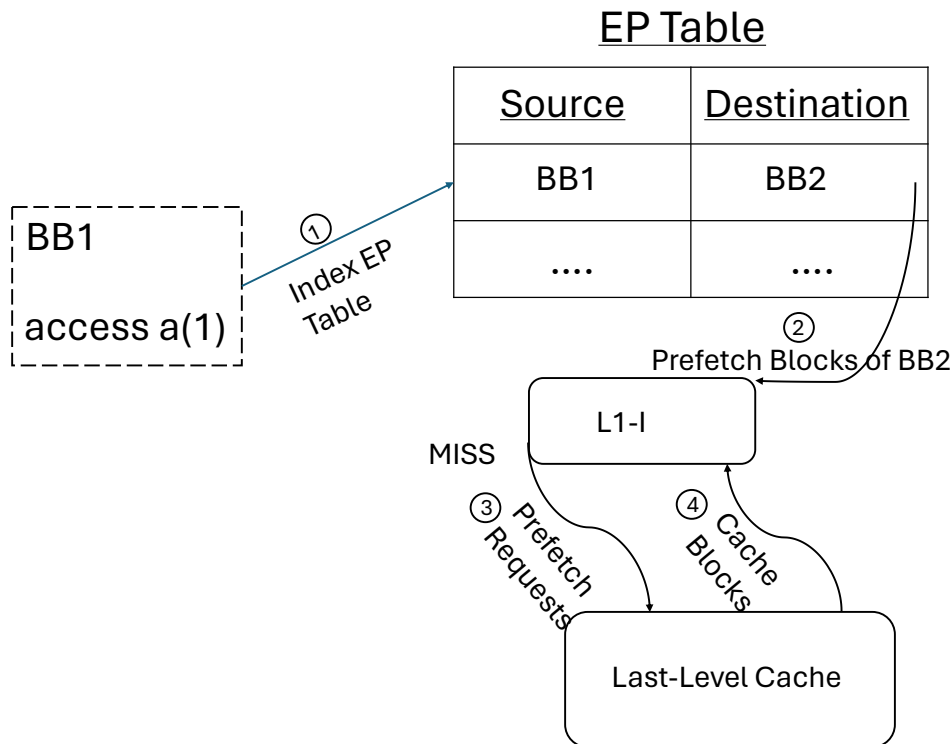 EP Table
Source Destination
BB1 BB2
.... ....
BB1
access a(1)
1
Index EP
Table
2
Prefetch Blocks of BB2
L1-I
MISS
3
Prefetch
Requests
4
Cache
Blocks
Last-Level Cache